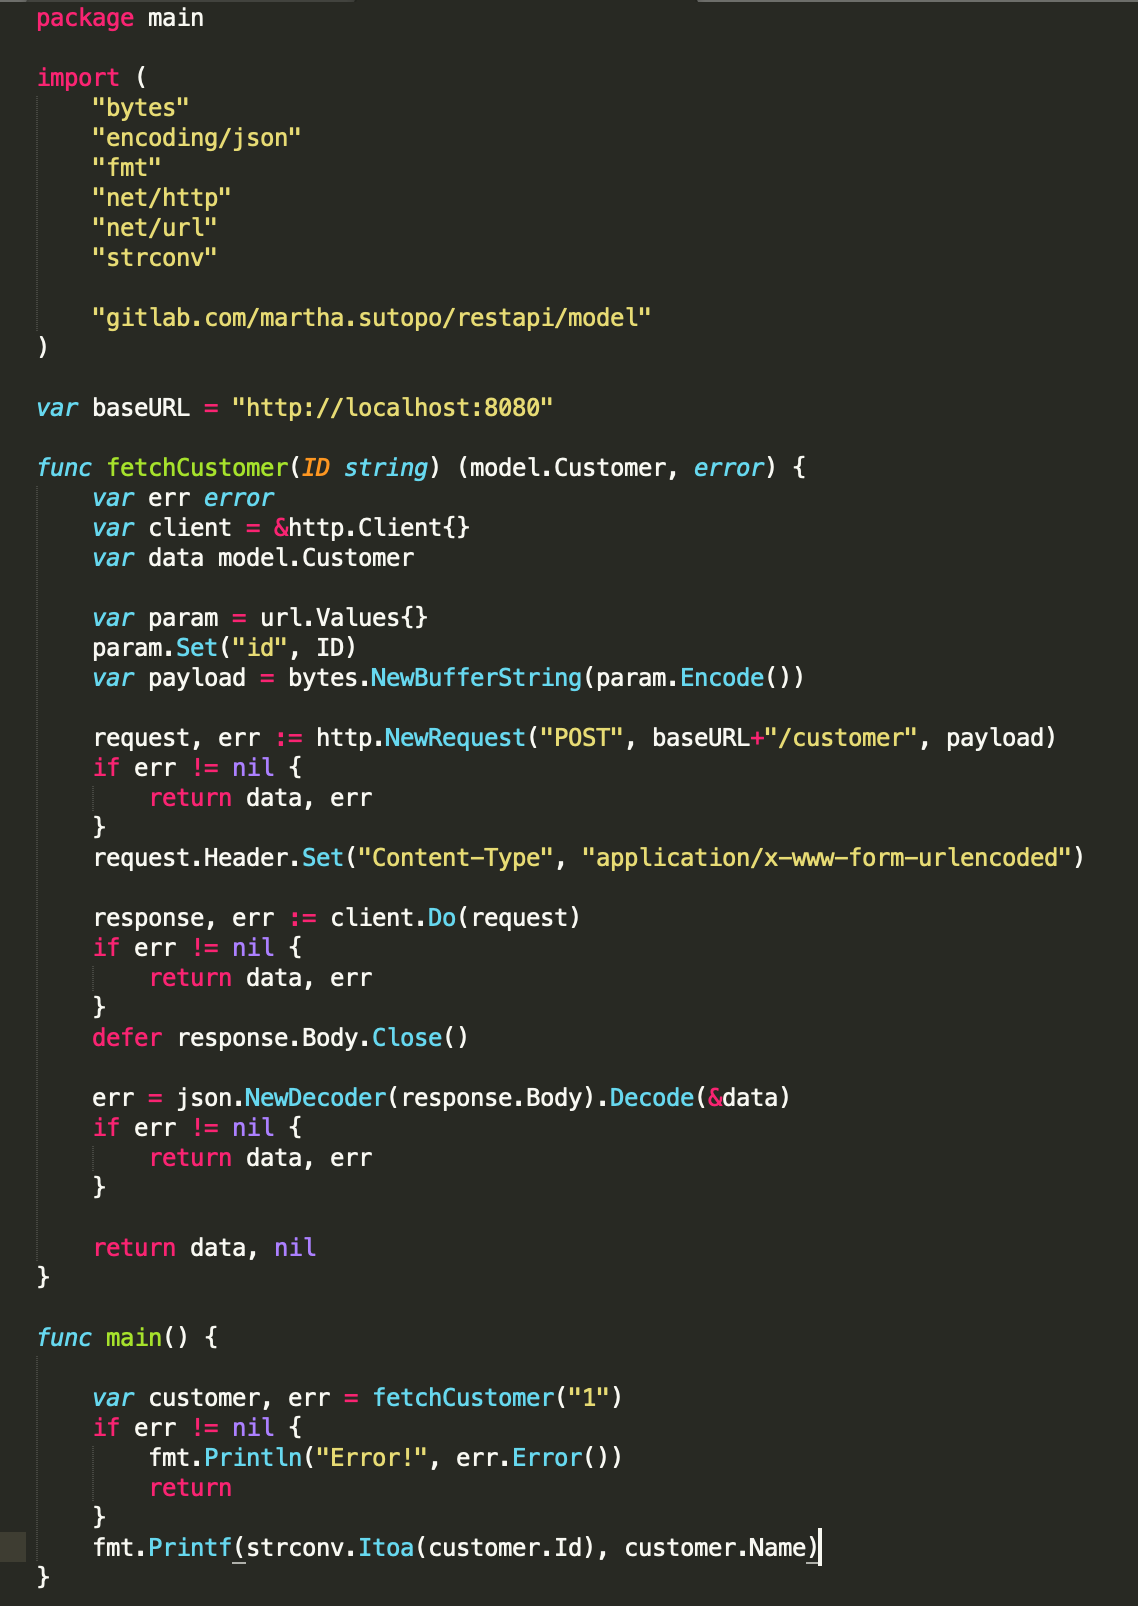 package main
import (
"bytes"
"encoding/json"
"fmt"
"net/http"
"net/url"
"strconv"
"gitlab.com/martha.sutopo/restapi/model"
)
var baseURL = "http://localhost:8080"
func fetchCustomer(ID string) (model.Customer, error) {
var err error
var client = &http.Client{}
var data model.Customer
var param = url.Values{}
param.Set("id", ID)
var payload = bytes.NewBufferString(param.Encode())
request, err := http.NewRequest("POST", baseURL+"/customer", payload)
if err != nil {
return data, err
}
request.Header.Set("Content-Type", "application/x-www-form-urlencoded")
response, err := client.Do(request)
if err != nil {
return data, err
}
defer response.Body.Close()
err = json.NewDecoder(response.Body).Decode(&data)
if err != nil {
return data, err
}
return data, nil
}
func main() {
var customer, err = fetchCustomer("1")
if err != nil {
fmt.Println("Error!", err.Error())
return
}
fmt.Printf(strconv.Itoa(customer.Id), customer.Name)
}